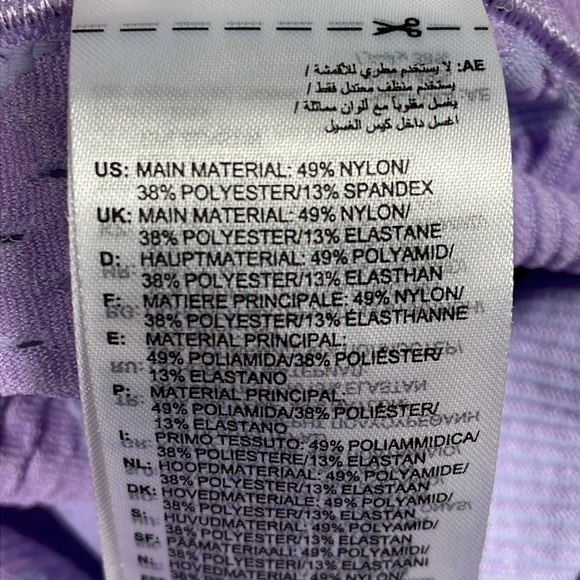 AE: لا يستخدم مطري للأقمشة /
يستخدم منظف معتدل فقط /
يغسل مقلوباً مع ألوان مماثلة /
اغسل داخل كيس الغسيل
US: MAIN MATERIAL: 49% NYLON/
38% POLYESTER/13% SPANDEX
UK: MAIN MATERIAL: 49% NYLON/
38% POLYESTER/13% ELASTANE
D: HAUPTMATERIAL: 49% POLYAMID/
38% POLYESTER/13% ELASTHAN
F: MATIERE PRINCIPALE: 49% NYLON/
38% POLYESTER/13% ELASTHANNE
E: MATERIAL PRINCIPAL:
49% POLIAMIDA/38% POLIÉSTER/
13% ELASTANO
P: MATERIAL PRINCIPAL:
49% POLIAMIDA/38% POLIÉSTER/
13% ELASTANO
I: PRIMO TESSUTO: 49% POLIAMMIDICA/
38% POLIESTERE/13% ELASTAN
NL: HOOFDMATERIAAL: 49% POLYAMIDE/
38% POLYESTER/13% ELASTAAN
DK: HOVEDMATERIALE: 49% POLYAMID/
38% POLYESTER/13% ELASTAN
S: HUVUDMATERIAL: 49% POLYAMID/
38% POLYESTER/13% ELASTAN
SF: PÄÄMATERIAALI: 49% POLYAMIDI/
38% POLYESTERI/13% ELASTAANI
N: HOVEDMATERIAL: 49% POLYAMID/